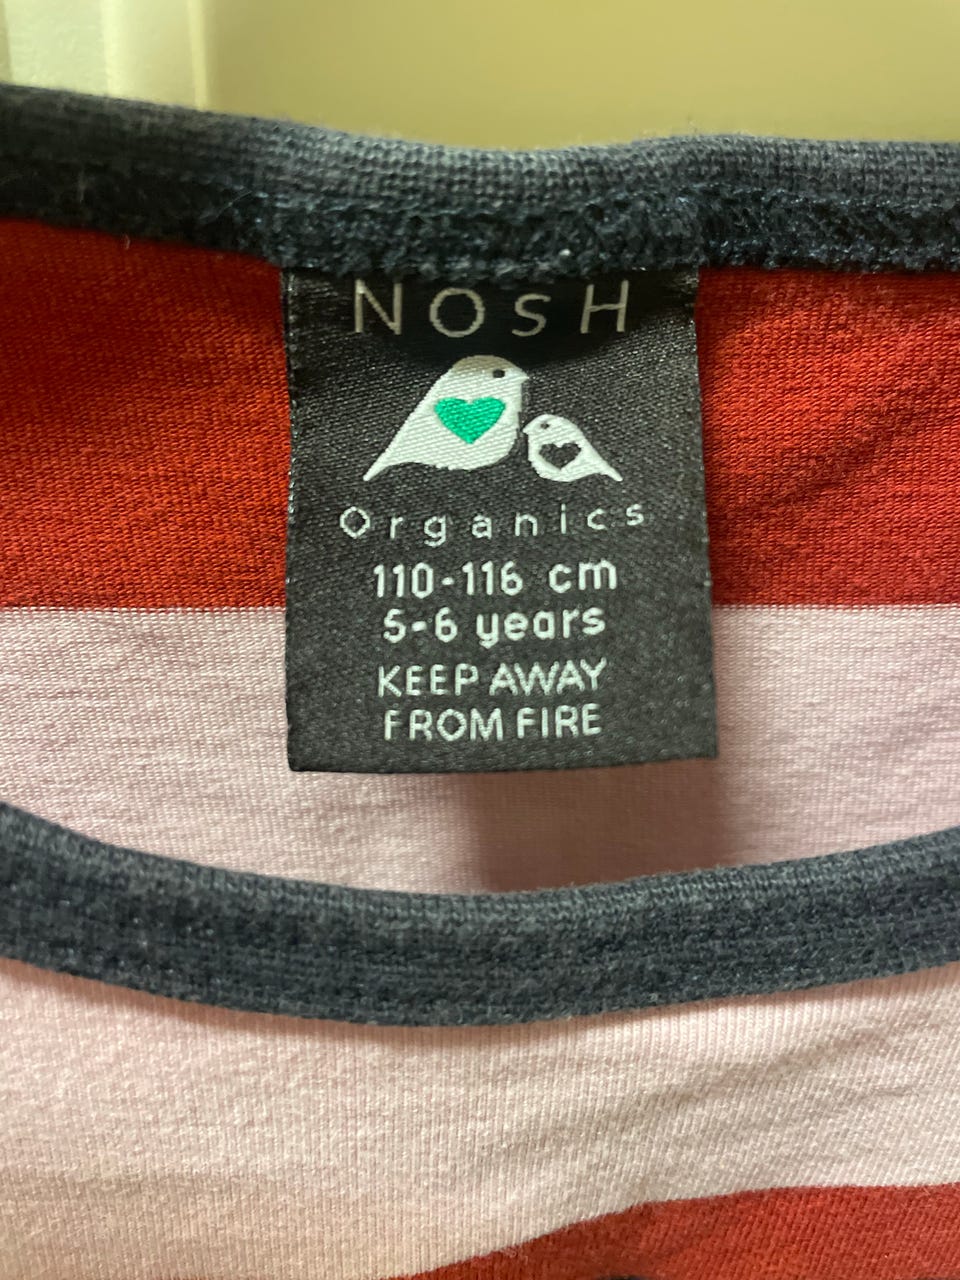 NOSH
Organics
110-116 cm
5-6 years
KEEP AWAY
FROM FIRE